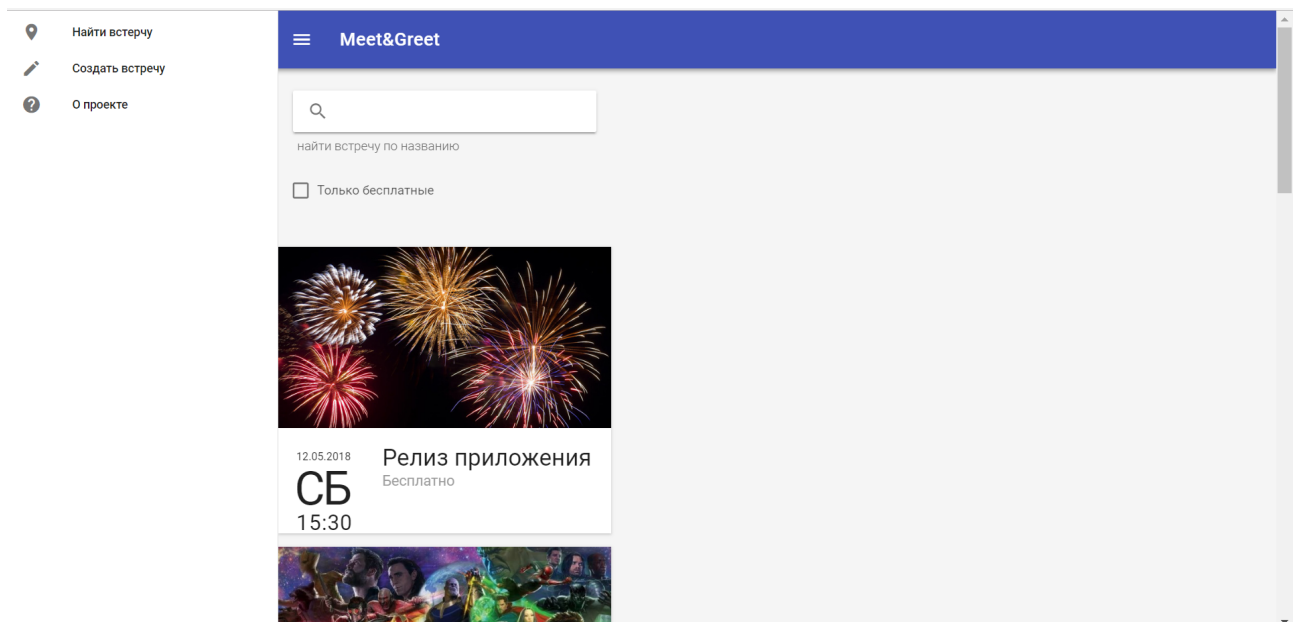 Найти встерчу
Создать встречу
О проекте
Meet&Greet
найти встречу по названию
Только бесплатные
12.05.2018
СБ
15:30
Релиз приложения
Бесплатно